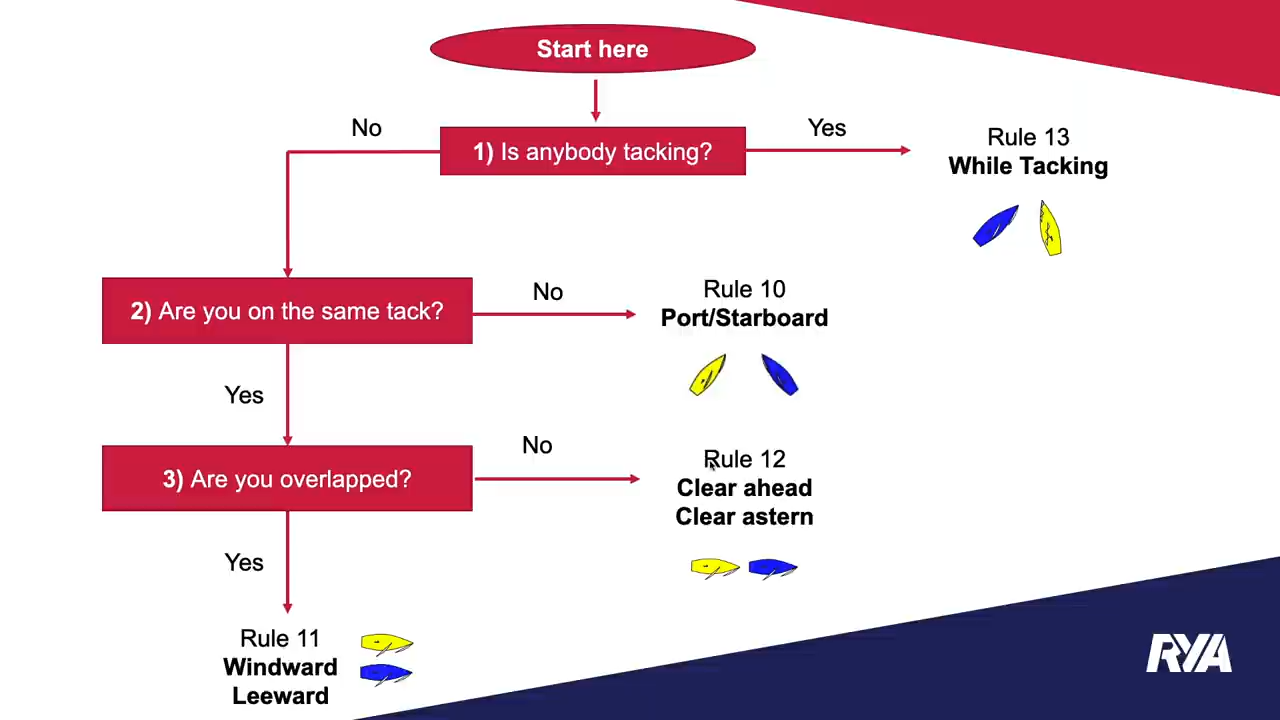 Start here
No
Yes
1) Is anybody tacking?
Rule 13
While Tacking
2) Are you on the same tack?
No
Rule 10
Port/Starboard
Yes
3) Are you overlapped?
No
Rule 12
Clear ahead
Clear astern
Yes
Rule 11
Windward
Leeward
RYA